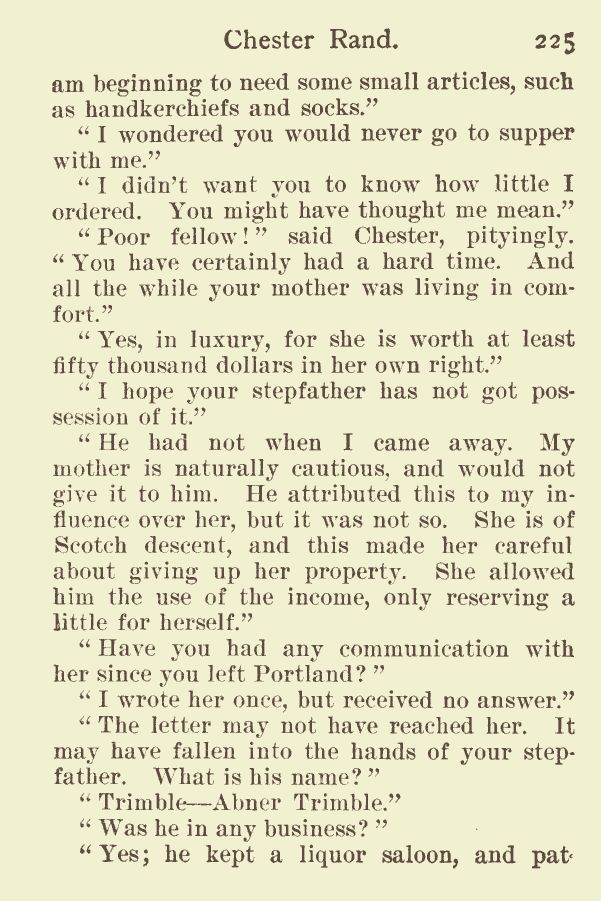 Chester Rand. 225
am beginning to need some small articles, such
as handkerchiefs and socks.”
“ I wondered you would never go to supper
with me.”
“ I didn’t want you to know how little I
ordered. You might have thought me mean.”
“ Poor fellow! ” said Chester, pityingly.
“ You have certainly had a hard time. And
all the while your mother was living in com-
fort.”
“ Yes, in luxury, for she is worth at least
fifty thousand dollars in her own right.”
“ I hope your stepfather has not got pos-
session of it.”
“ He had not when I came away. My
mother is naturally cautious, and would not
give it to him. He attributed this to my in-
fluence over her, but it was not so. She is of
Scotch descent, and this made her careful
about giving up her property. She allowed
him the use of the income, only reserving a
little for herself.”
“ Have you had any communication with
her since you left Portland? ”
“ I wrote her once, but received no answer.”
“ The letter may not have reached her. It
may have fallen into the hands of your step-
father. What is his name? ”
“ Trimble—Abner Trimble.”
“ Was he in any business? ”
“ Yes; he kept a liquor saloon, and pat-